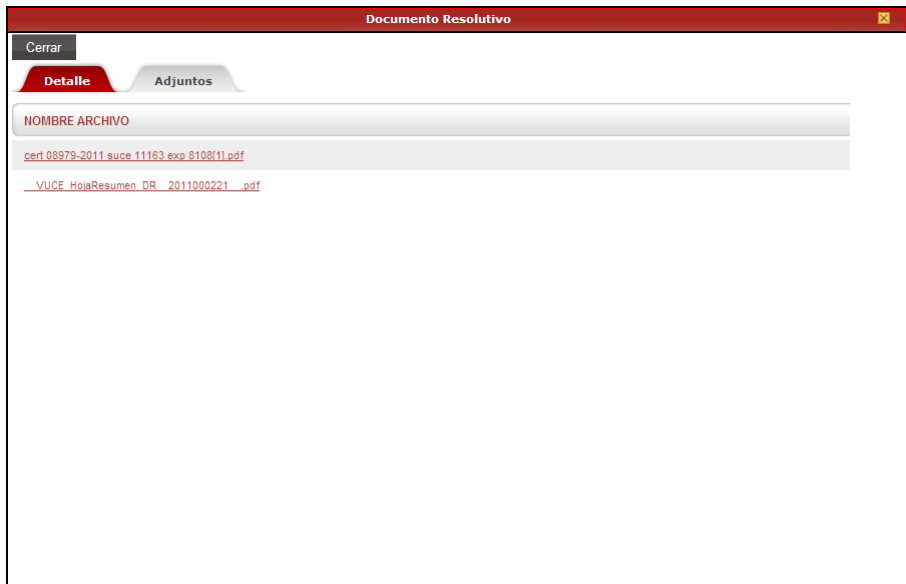 Documento Resolutivo
Cerrar
Detalle Adjuntos
NOMBRE ARCHIVO
cert 08979-2011 suce 11163 exp 8108[1].pdf
__VUCE_HojaResumen_DR__2011000221__.pdf